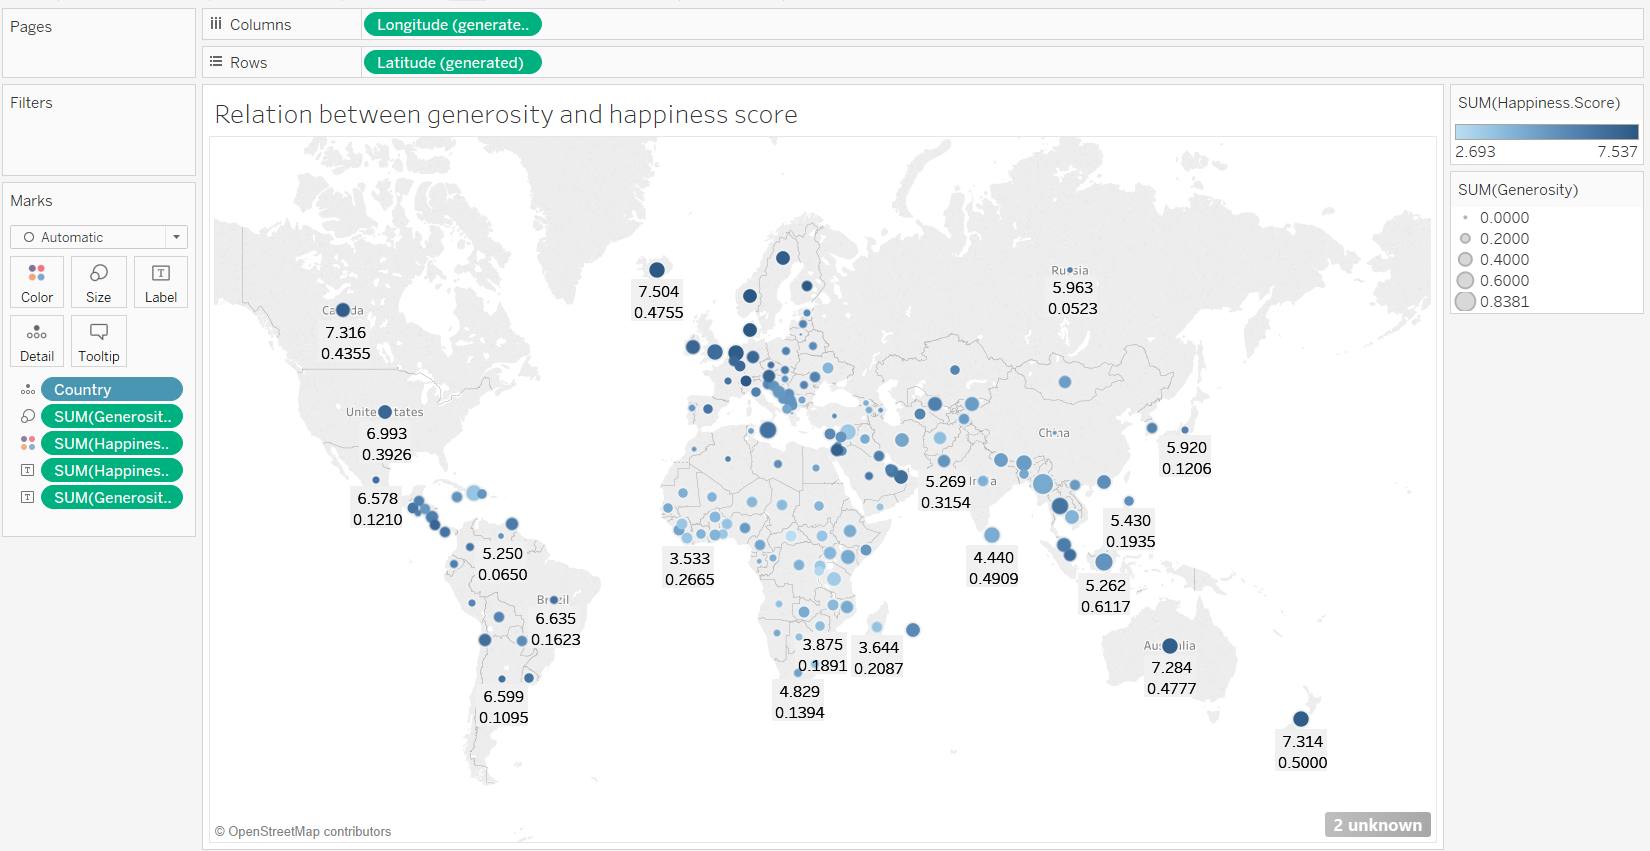 Pages
Columns
Longitude (generate..
Rows
Latitude (generated)
Filters
Marks
Automatic
Color
Size
Label
Detail
Tooltip
Country
SUM(Generosit..
SUM(Happines..
SUM(Happines..
SUM(Generosit..
Relation between generosity and happiness score
7.504
0.4755
Russia
5.963
0.0523
Canada
7.316
0.4355
United States
6.993
0.3926
China
5.920
0.1206
6.578
0.1210
5.269
India
0.3154
5.430
0.1935
5.250
0.0650
3.533
0.2665
4.440
0.4909
5.262
0.6117
Brazil
6.635
0.1623
3.875
0.1891
3.644
0.2087
Australia
7.284
0.4777
6.599
0.1095
4.829
0.1394
7.314
0.5000
© OpenStreetMap contributors
2 unknown
SUM(Happiness.Score)
2.693 7.537
SUM(Generosity)
0.0000
0.2000
0.4000
0.6000
0.8381